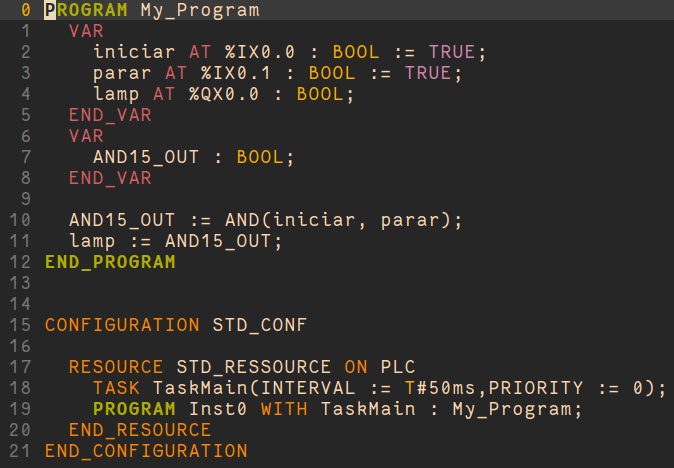 0 PROGRAM My_Program
1 VAR
2 iniciar AT %IX0.0 : BOOL := TRUE;
3 parar AT %IX0.1 : BOOL := TRUE;
4 lamp AT %QX0.0 : BOOL;
5 END_VAR
6 VAR
7 AND15_OUT : BOOL;
8 END_VAR
9
10 AND15_OUT := AND(iniciar, parar);
11 lamp := AND15_OUT;
12 END_PROGRAM
13
14
15 CONFIGURATION STD_CONF
16
17 RESOURCE STD_RESSOURCE ON PLC
18 TASK TaskMain(INTERVAL := T#50ms,PRIORITY := 0);
19 PROGRAM Inst0 WITH TaskMain : My_Program;
20 END_RESOURCE
21 END_CONFIGURATION